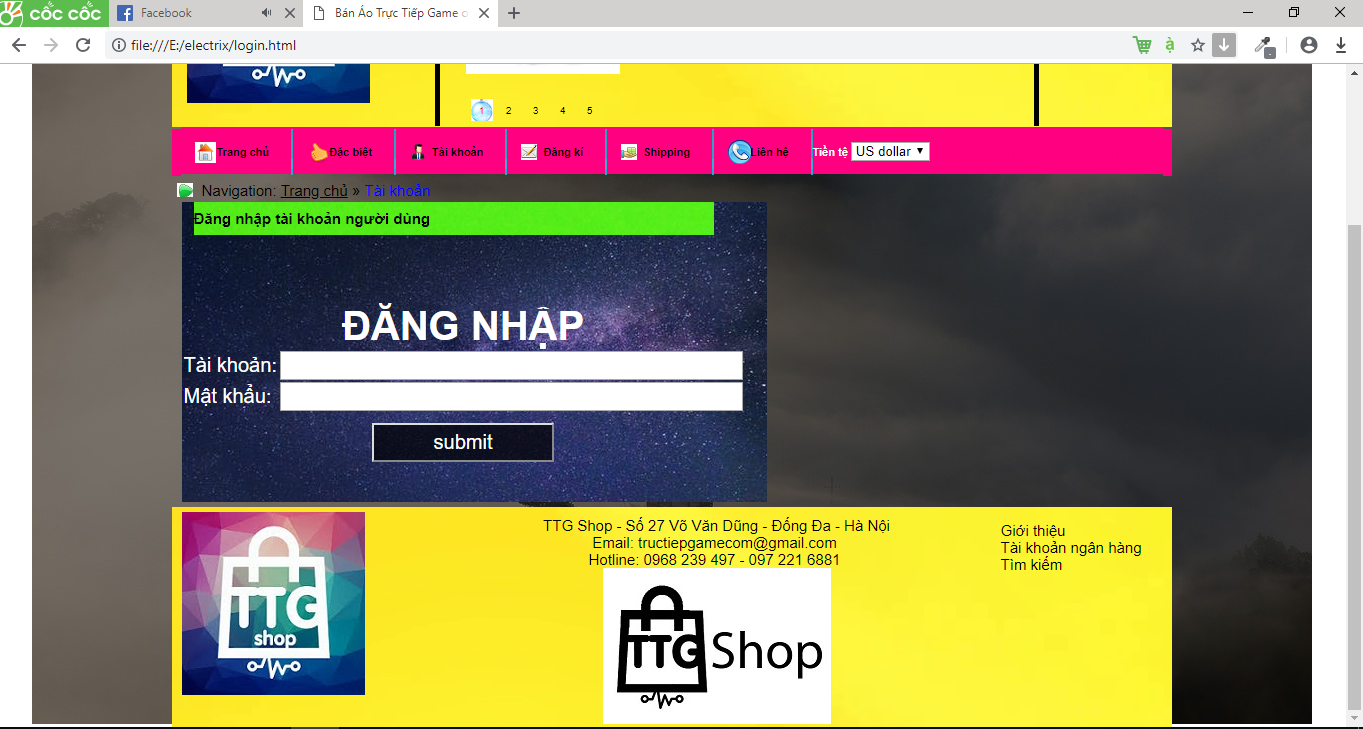 cốc cốc
Facebook
Bán Áo Trực Tiếp Game c
file:///E:/electrix/login.html
à
1 2 3 4 5
Trang chủ Đặc biệt Tài khoản Đăng kí Shipping Liên hệ Tiền tệ US dollar
Navigation: Trang chủ » Tài khoản
Đăng nhập tài khoản người dùng
ĐĂNG NHẬP
Tài khoản:
Mật khẩu:
submit
TTG
shop
TTG Shop - Số 27 Võ Văn Dũng - Đống Đa - Hà Nội
Email: tructiepgamecom@gmail.com
Hotline: 0968 239 497 - 097 221 6881
TTG Shop
Giới thiệu
Tài khoản ngân hàng
Tìm kiếm